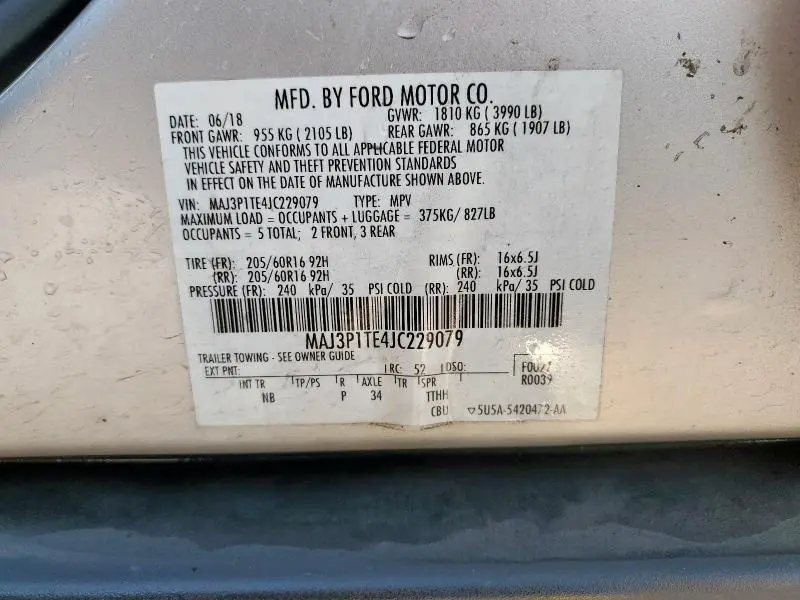 MFD. BY FORD MOTOR CO.
DATE: 06/18 GVWR: 1810 KG ( 3990 LB)
FRONT GAWR: 955 KG ( 2105 LB) REAR GAWR: 865 KG ( 1907 LB)
THIS VEHICLE CONFORMS TO ALL APPLICABLE FEDERAL MOTOR
VEHICLE SAFETY AND THEFT PREVENTION STANDARDS
IN EFFECT ON THE DATE OF MANUFACTURE SHOWN ABOVE.
VIN: MAJ3P1TE4JC229079 TYPE: MPV
MAXIMUM LOAD = OCCUPANTS + LUGGAGE = 375KG/ 827LB
OCCUPANTS = 5 TOTAL; 2 FRONT, 3 REAR
TIRE (FR): 205/60R16 92H RIMS (FR): 16x6.5J
(RR): 205/60R16 92H (RR): 16x6.5J
PRESSURE (FR): 240 kPa/ 35 PSI COLD (RR): 240 kPa/ 35 PSI COLD
MAJ3P1TE4JC229079
TRAILER TOWING - SEE OWNER GUIDE
EXT PNT: RC: 52 DSO:
INT TR TP/PS R AXLE TR SPR
NB P 34 TTHH
CBU
R0039
5U5A-5420472-AA